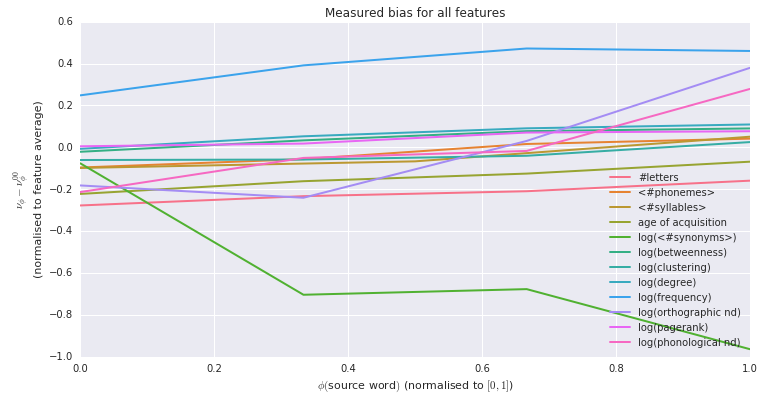 Measured bias for all features
0.6
0.4
0.2
0.0
−0.2
−0.4
−0.6
−0.8
−1.0
ν_φ − ν_φ^00
(normalised to feature average)
#letters
<#phonemes>
<#syllables>
age of acquisition
log(<#synonyms>)
log(betweenness)
log(clustering)
log(degree)
log(frequency)
log(orthographic nd)
log(pagerank)
log(phonological nd)
0.0 0.2 0.4 0.6 0.8 1.0
φ(source word) (normalised to [0, 1])